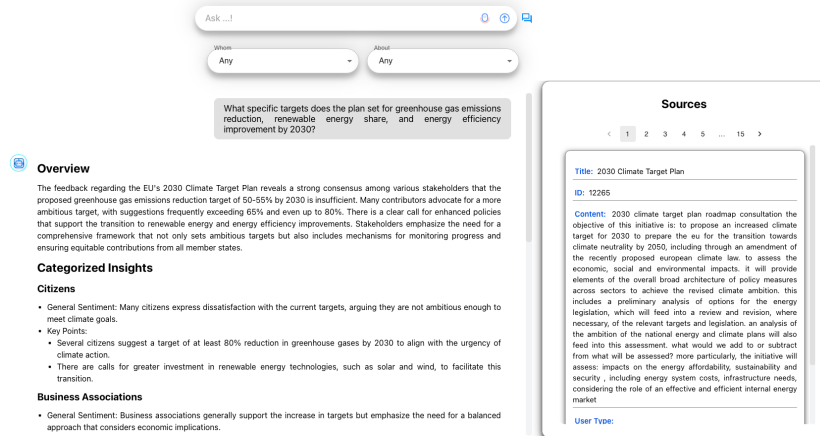 Ask ...!
Whom
Any
About
Any
What specific targets does the plan set for greenhouse gas emissions
reduction, renewable energy share, and energy efficiency
improvement by 2030?
Overview
The feedback regarding the EU's 2030 Climate Target Plan reveals a strong consensus among various stakeholders that the
proposed greenhouse gas emissions reduction target of 50-55% by 2030 is insufficient. Many contributors advocate for a more
ambitious target, with suggestions frequently exceeding 65% and even up to 80%. There is a clear call for enhanced policies
that support the transition to renewable energy and energy efficiency improvements. Stakeholders emphasize the need for a
comprehensive framework that not only sets ambitious targets but also includes mechanisms for monitoring progress and
ensuring equitable contributions from all member states.
Categorized Insights
Citizens
• General Sentiment: Many citizens express dissatisfaction with the current targets, arguing they are not ambitious enough to
meet climate goals.
• Key Points:
• Several citizens suggest a target of at least 80% reduction in greenhouse gases by 2030 to align with the urgency of
climate action.
• There are calls for greater investment in renewable energy technologies, such as solar and wind, to facilitate this
transition.
Business Associations
• General Sentiment: Business associations generally support the increase in targets but emphasize the need for a balanced
approach that considers economic implications.
Sources
< 1 2 3 4 5 ... 15 >
Title: 2030 Climate Target Plan
ID: 12265
Content: 2030 climate target plan roadmap consultation the
objective of this initiative is: to propose an increased climate
target for 2030 to prepare the eu for the transition towards
climate neutrality by 2050, including through an amendment of
the recently proposed european climate law. to assess the
economic, social and environmental impacts. it will provide
elements of the overall broad architecture of policy measures
across sectors to achieve the revised climate ambition. this
includes a preliminary analysis of options for the energy
legislation, which will feed into a review and revision, where
necessary, of the relevant targets and legislation. an analysis of
the ambition of the national energy and climate plans will also
feed into this assessment. what would we add to or subtract
from what will be assessed? more particularly, the initiative will
assess: impacts on the energy affordability, sustainability and
security , including energy system costs, infrastructure needs,
considering the role of an effective and efficient internal energy
market
User Type: